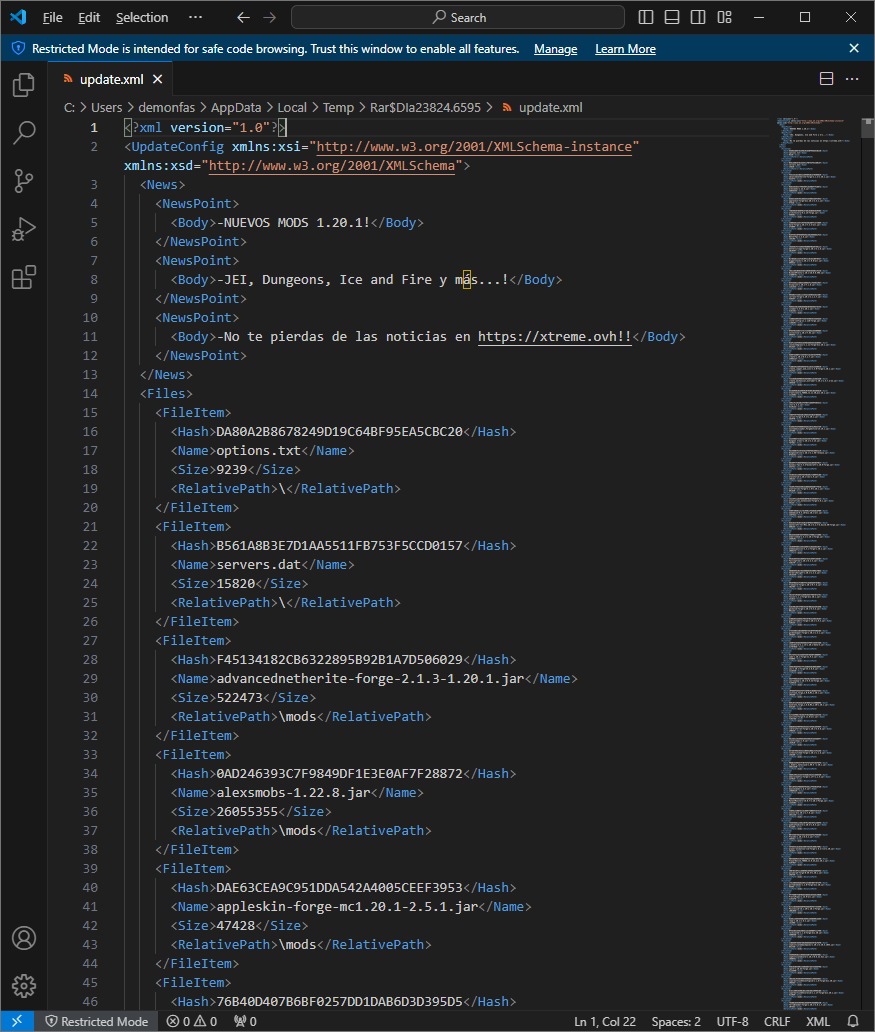 File Edit Selection ··· Search
Restricted Mode is intended for safe code browsing. Trust this window to enable all features. Manage Learn More
update.xml
C: > Users > demonfas > AppData > Local > Temp > Rar$DIa23824.6595 > update.xml
1 <?xml version="1.0"?>
2 <UpdateConfig xmlns:xsi="http://www.w3.org/2001/XMLSchema-instance"
xmlns:xsd="http://www.w3.org/2001/XMLSchema">
3 <News>
4 <NewsPoint>
5 <Body>-NUEVOS MODS 1.20.1!</Body>
6 </NewsPoint>
7 <NewsPoint>
8 <Body>-JEI, Dungeons, Ice and Fire y más...!</Body>
9 </NewsPoint>
10 <NewsPoint>
11 <Body>-No te pierdas de las noticias en https://xtreme.ovh!!</Body>
12 </NewsPoint>
13 </News>
14 <Files>
15 <FileItem>
16 <Hash>DA80A2B8678249D19C64BF95EA5CBC20</Hash>
17 <Name>options.txt</Name>
18 <Size>9239</Size>
19 <RelativePath>\</RelativePath>
20 </FileItem>
21 <FileItem>
22 <Hash>B561A8B3E7D1AA5511FB753F5CCD0157</Hash>
23 <Name>servers.dat</Name>
24 <Size>15820</Size>
25 <RelativePath>\</RelativePath>
26 </FileItem>
27 <FileItem>
28 <Hash>F45134182CB6322895B92B1A7D506029</Hash>
29 <Name>advancednetherite-forge-2.1.3-1.20.1.jar</Name>
30 <Size>522473</Size>
31 <RelativePath>\mods</RelativePath>
32 </FileItem>
33 <FileItem>
34 <Hash>0AD246393C7F9849DF1E3E0AF7F28872</Hash>
35 <Name>alexsmobs-1.22.8.jar</Name>
36 <Size>26055355</Size>
37 <RelativePath>\mods</RelativePath>
38 </FileItem>
39 <FileItem>
40 <Hash>DAE63CEA9C951DDA542A4005CEEF3953</Hash>
41 <Name>appleskin-forge-mc1.20.1-2.5.1.jar</Name>
42 <Size>47428</Size>
43 <RelativePath>\mods</RelativePath>
44 </FileItem>
45 <FileItem>
46 <Hash>76B40D407B6BF0257DD1DAB6D3D395D5</Hash>
Restricted Mode 0 0 0 Ln 1, Col 22 Spaces: 2 UTF-8 CRLF XML